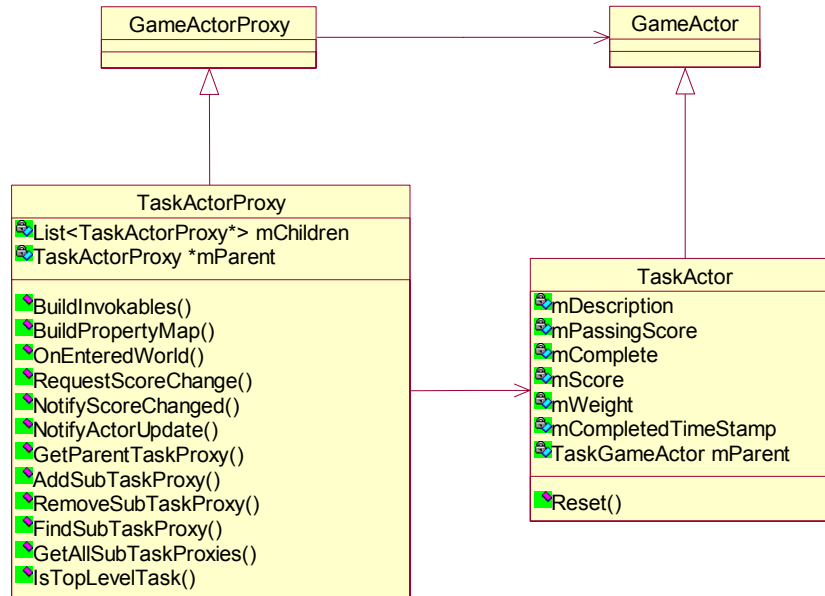 GameActorProxy
GameActor
TaskActorProxy
List<TaskActorProxy*> mChildren
TaskActorProxy *mParent
BuildInvokables()
BuildPropertyMap()
OnEnteredWorld()
RequestScoreChange()
NotifyScoreChanged()
NotifyActorUpdate()
GetParentTaskProxy()
AddSubTaskProxy()
RemoveSubTaskProxy()
FindSubTaskProxy()
GetAllSubTaskProxies()
IsTopLevelTask()
TaskActor
mDescription
mPassingScore
mComplete
mScore
mWeight
mCompletedTimeStamp
TaskGameActor mParent
Reset()